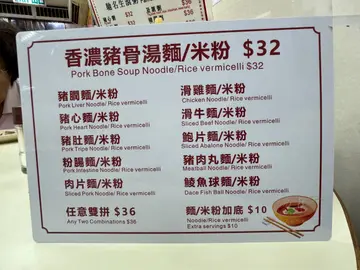 香濃豬骨湯麵/米粉 $32
Pork Bone Soup Noodle/Rice vermicelli $32
豬膶麵/米粉
Pork Liver Noodle/ Rice vermicelli
豬心麵/米粉
Pork Heart Noodle/ Rice vermicelli
豬肚麵/米粉
Pork Tripe Noodle/ Rice vermicelli
粉腸麵/米粉
Pork Intestine Noodle/ Rice vermicelli
肉片麵/米粉
Sliced Pork Noodle/ Rice vermicelli
任意雙拼 $36
Any Two Combinations $36
滑雞麵/米粉
Chicken Noodle/ Rice vermicelli
滑牛麵/米粉
Sliced Beef Noodle/ Rice vermicelli
鮑片麵/米粉
Sliced Abalone Noodle/ Rice vermicelli
豬肉丸麵/米粉
Meatball Noodle/ Rice vermicelli
鯪魚球麵/米粉
Dace Fish Ball Noodle/ Rice vermicelli
麵/米粉加底 $10
Noodle/Rice vermicelli
Extra servings $10